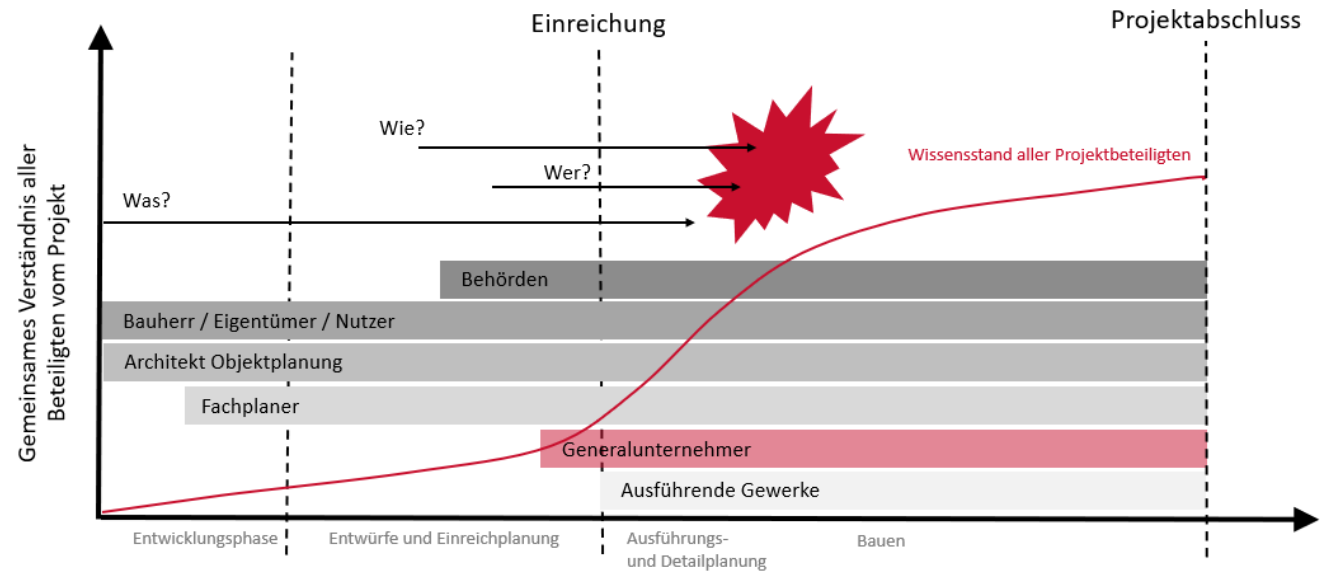 Einreichung
Projektabschluss
Gemeinsames Verständnis aller
Beteiligten vom Projekt
Wie?
Wer?
Was?
Wissensstand aller Projektbeteiligten
Behörden
Bauherr / Eigentümer / Nutzer
Architekt Objektplanung
Fachplaner
Generalunternehmer
Ausführende Gewerke
Entwicklungsphase
Entwürfe und Einreichplanung
Ausführungs-
und Detailplanung
Bauen